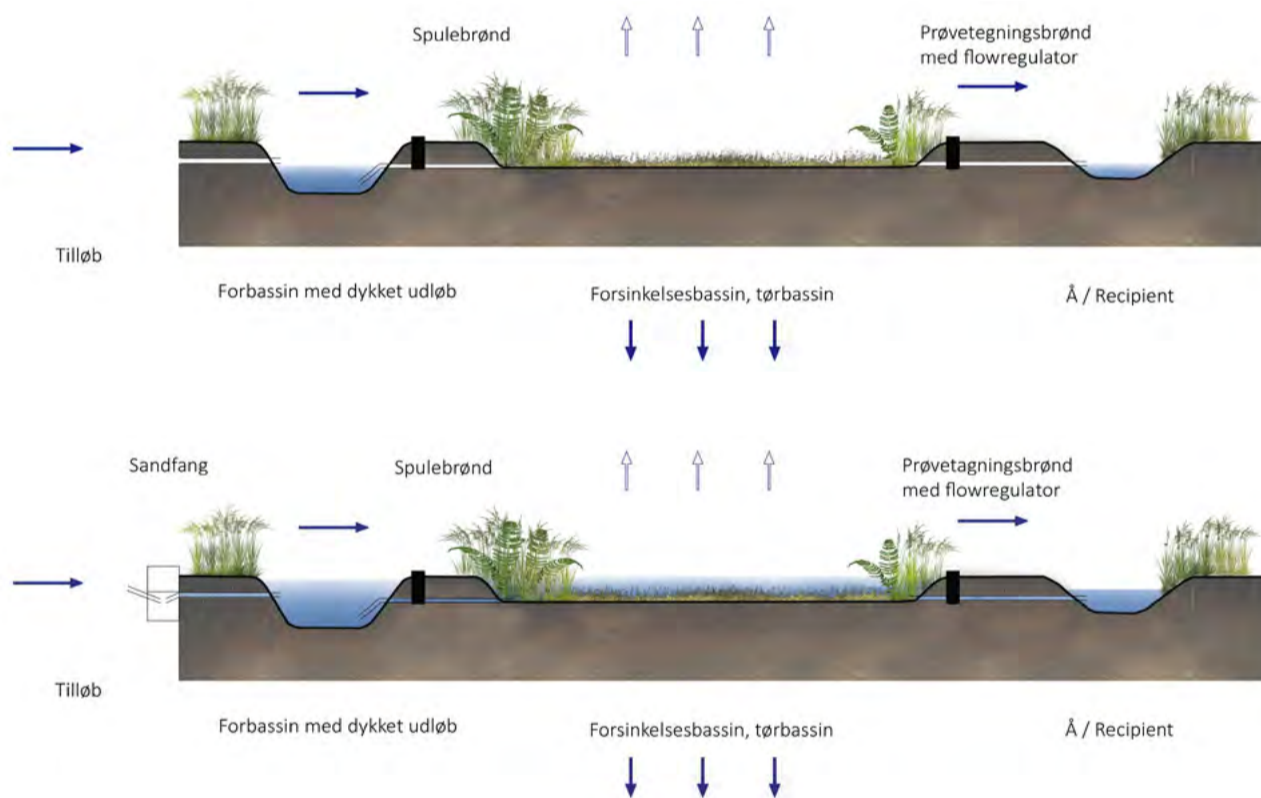 Spulebrønd
Prøvetegningsbrønd
med flowregulator
Tilløb
Forbassin med dykket udløb
Forsinkelsesbassin, tørbassin
Å / Recipient
Sandfang
Spulebrønd
Prøvetagningsbrønd
med flowregulator
Tilløb
Forbassin med dykket udløb
Forsinkelsesbassin, tørbassin
Å / Recipient